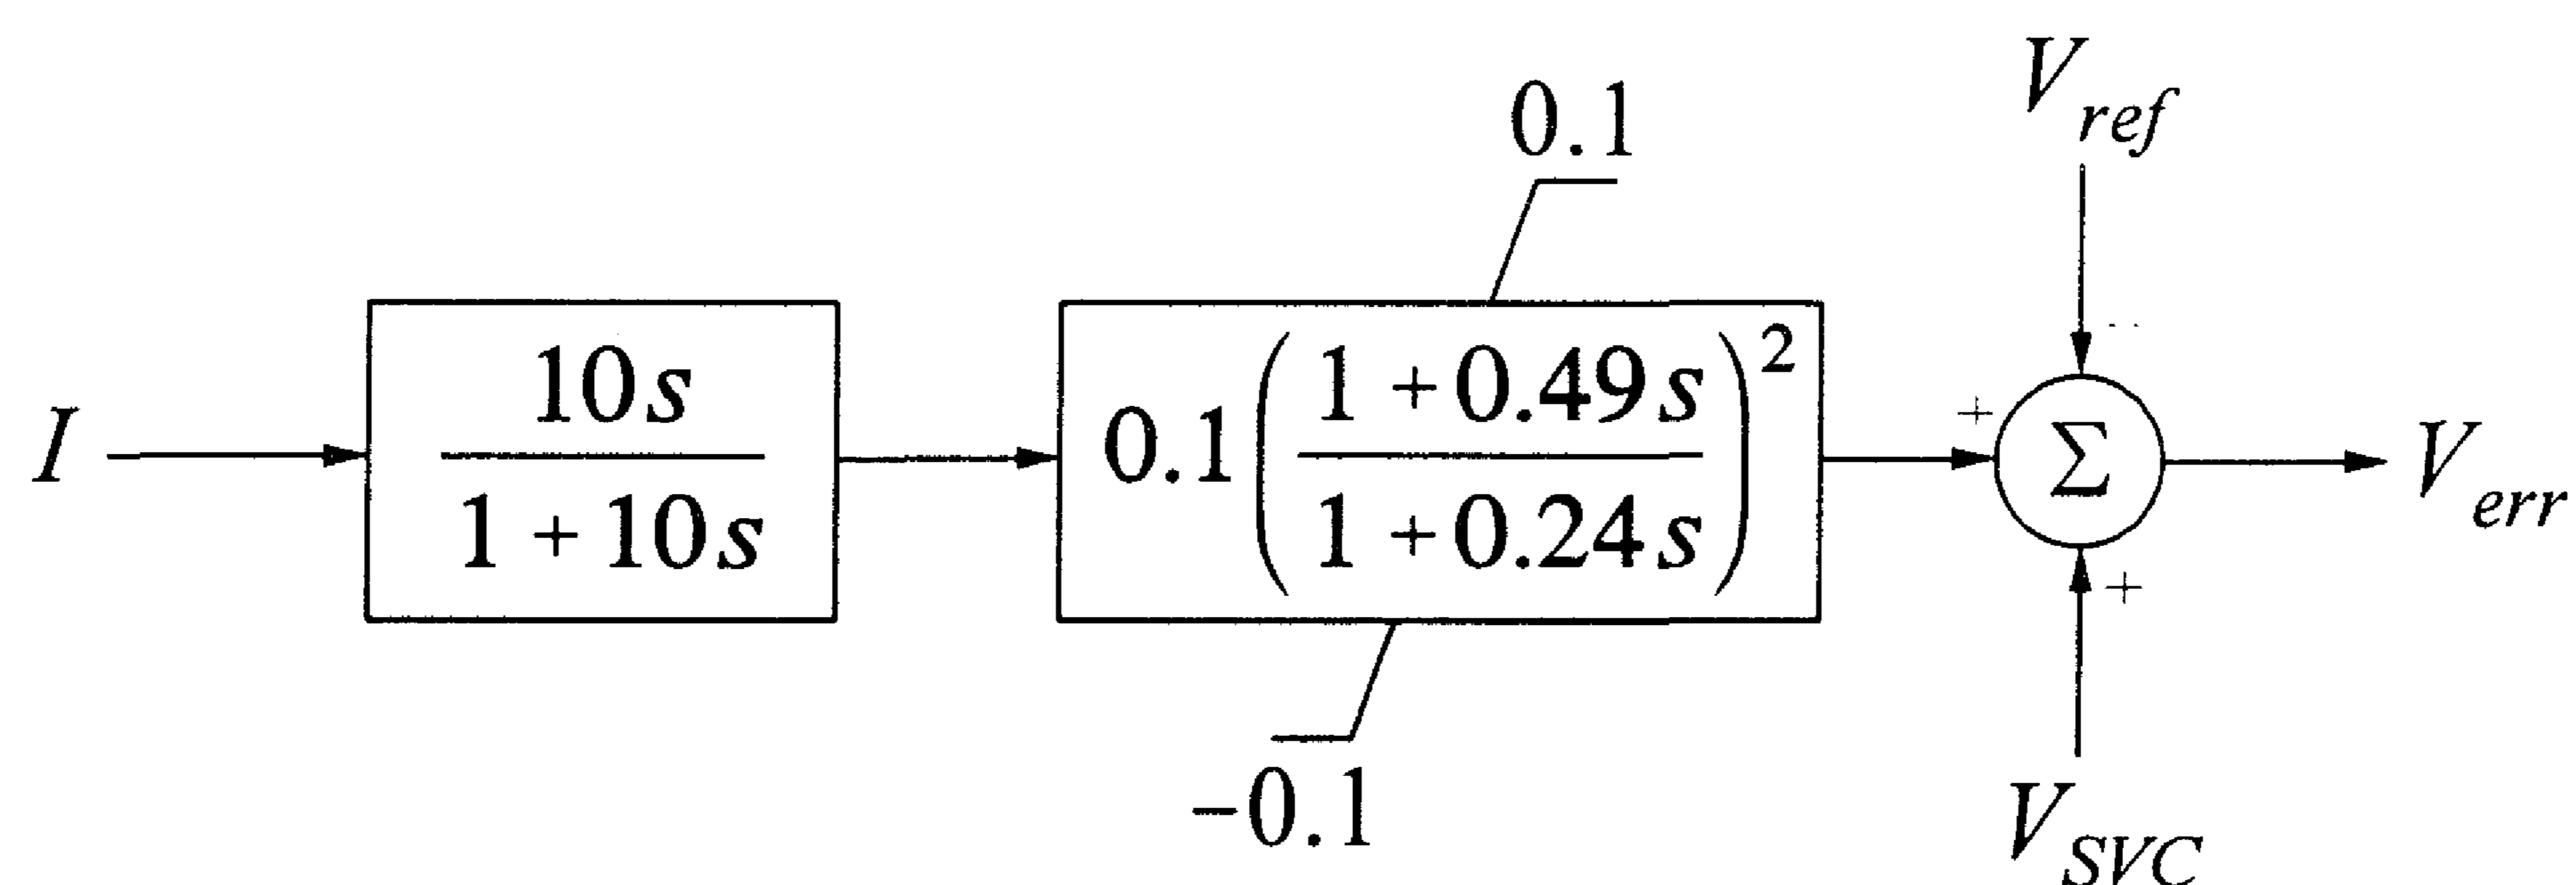 I
10s
1 + 10s
0.1
0.1 ( 1 + 0.49s / 1 + 0.24s )²
-0.1
V_ref
+
Σ
+
V_SVC
V_err